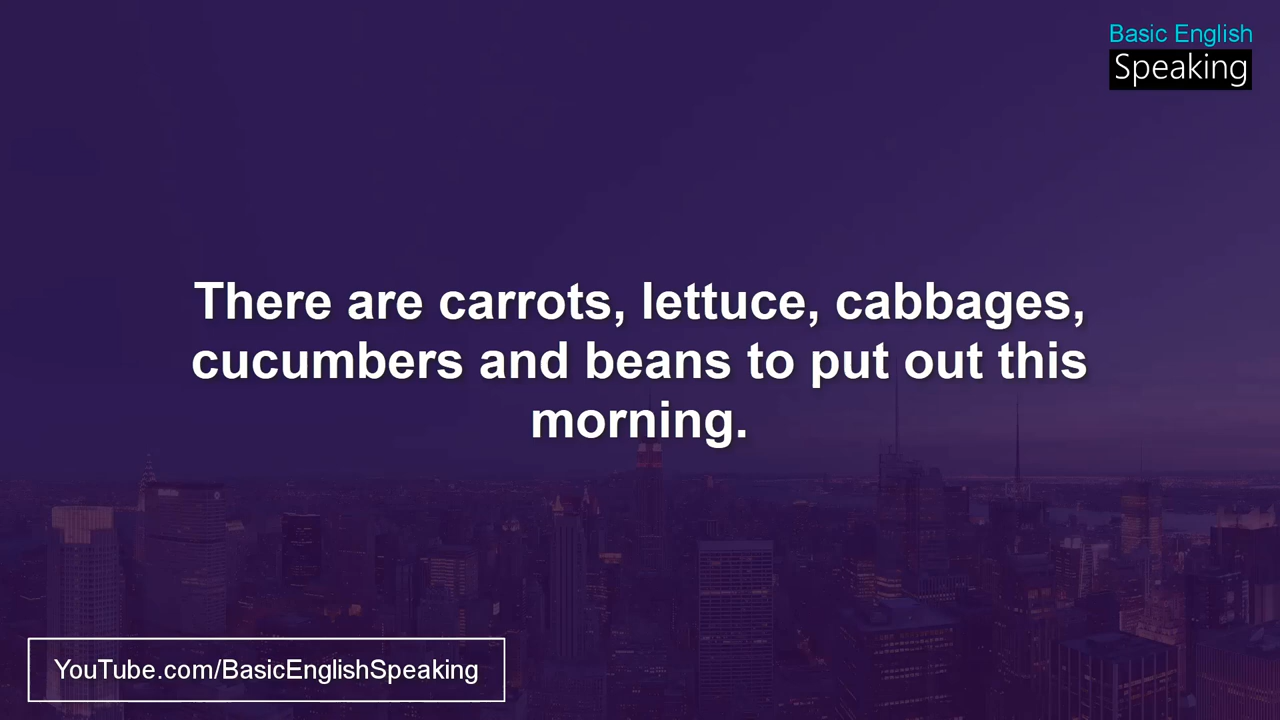 Basic English
Speaking
There are carrots, lettuce, cabbages,
cucumbers and beans to put out this
morning.
YouTube.com/BasicEnglishSpeaking